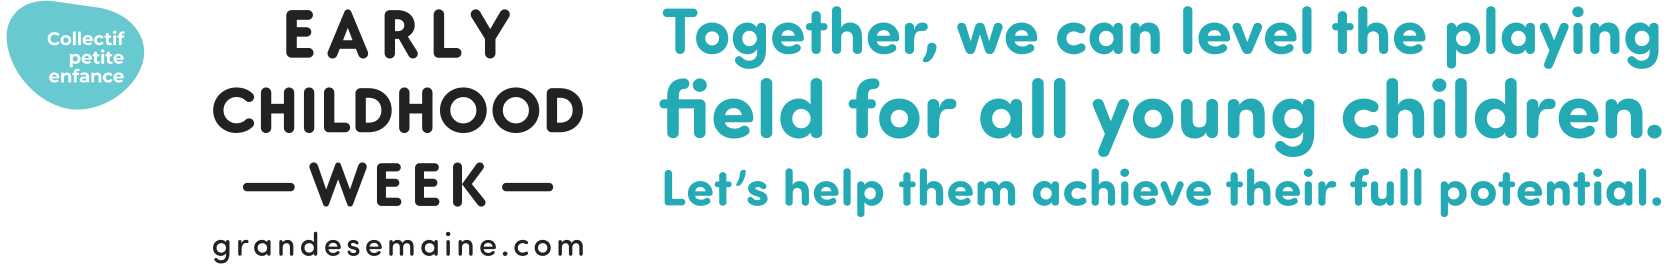 Collectif
petite
enfance
EARLY
CHILDHOOD
— WEEK —
grandesemaine.com
Together, we can level the playing
field for all young children.
Let’s help them achieve their full potential.